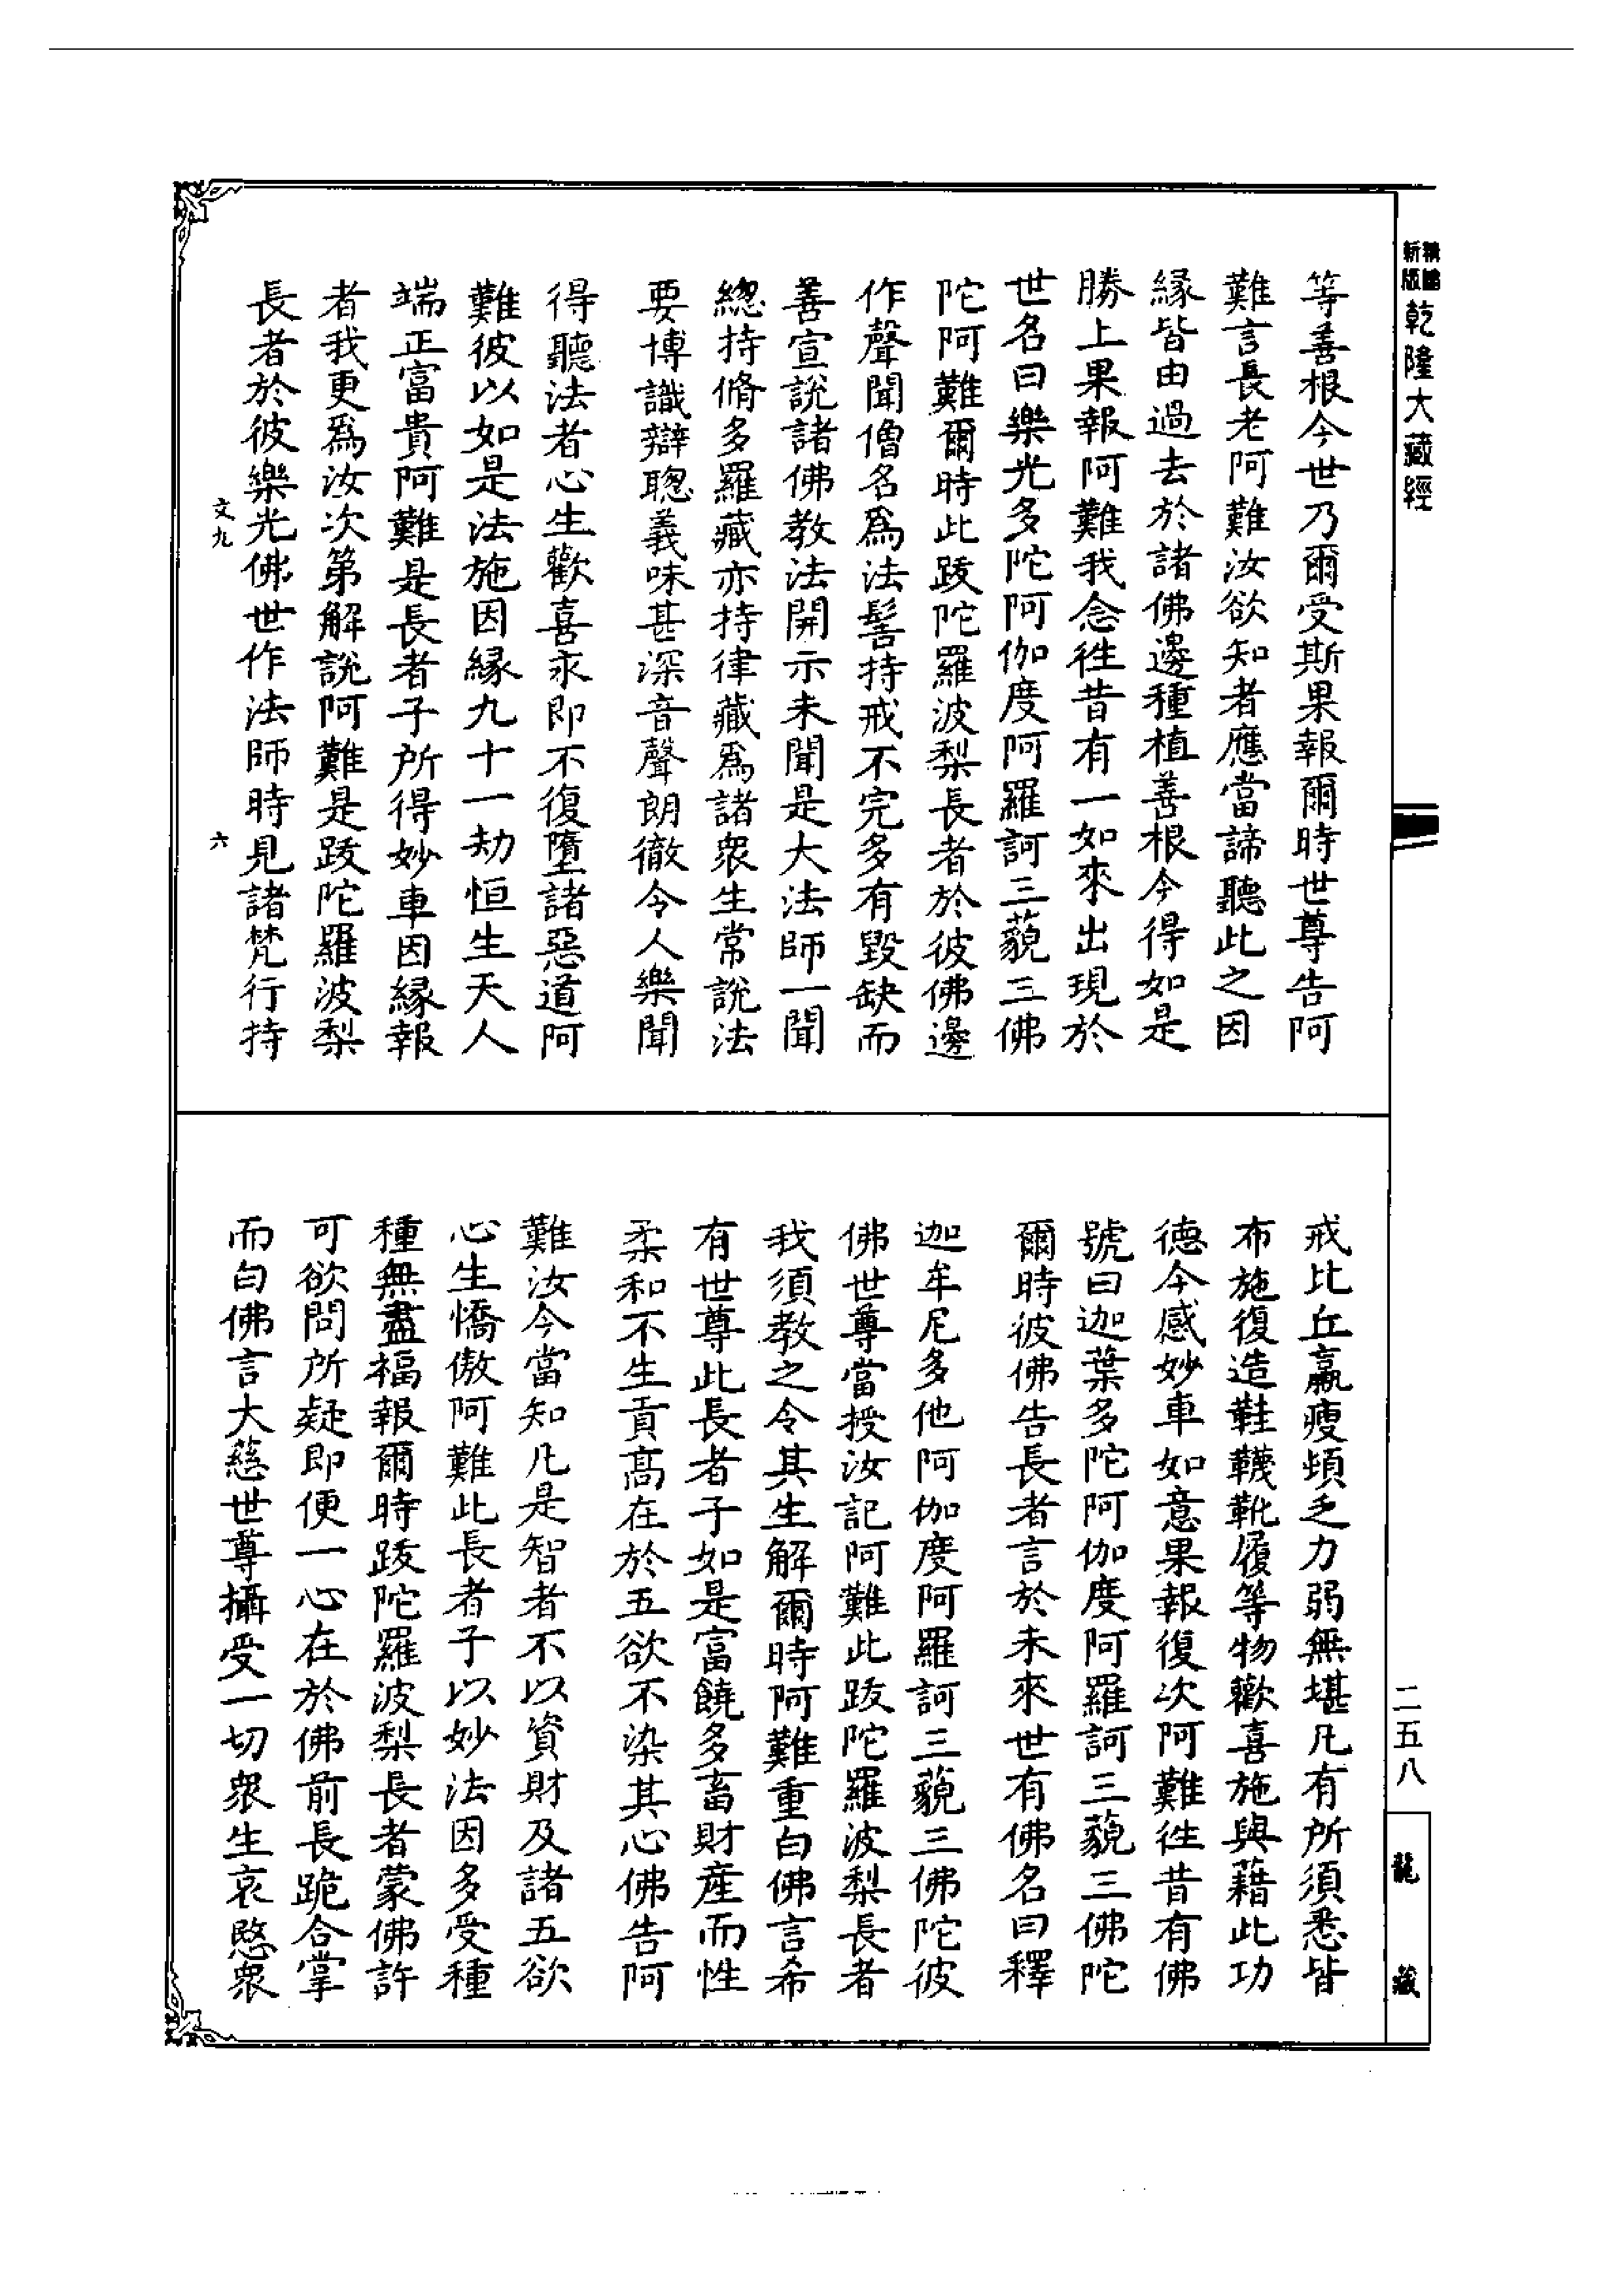 精繪
新版
乾隆大藏經
等善根今世乃爾受斯果報爾時世尊告阿
難言長老阿難汝欲知者應當諦聽此之因
緣皆由過去於諸佛邊種植善根今得如是
勝上果報阿難我念徃昔有一如來出現於
世名曰樂光多陀阿伽度阿羅訶三藐三佛
陀阿難爾時此跋陀羅波梨長者於彼佛邊
作聲聞僧名爲法髻持戒不完多有毀缺而
善宣說諸佛教法開示未聞是大法師一聞
總持脩多羅藏亦持律藏爲諸衆生常說法
要博識辯聰義味甚深音聲朗徹令人樂聞
得聽法者心生歡喜永即不復墮諸惡道阿
難彼以如是法施因緣九十一劫恒生天人
端正富貴阿難是長者子所得妙車因緣報
者我更爲汝次第解說阿難是跋陀羅波梨
長者於彼樂光佛世作法師時見諸梵行持
文九
六
戒比丘羸瘦頓乏力弱無堪凡有所須悉皆
布施復造鞋韈靴履等物歡喜施與藉此功
德今感妙車如意果報復次阿難徃昔有佛
號曰迦葉多陀阿伽度阿羅訶三藐三佛陀
爾時彼佛告長者言於未來世有佛名曰釋
迦牟尼多他阿伽度阿羅訶三藐三佛陀彼
佛世尊當授汝記阿難此跋陀羅波梨長者
我須教之令其生解爾時阿難重白佛言希
有世尊此長者子如是富饒多畜財産而性
柔和不生貢高在於五欲不染其心佛告阿
難汝今當知凡是智者不以資財及諸五欲
心生憍傲阿難此長者子以妙法因多受種
種無盡福報爾時跋陀羅波梨長者蒙佛許
可欲問所疑即便一心在於佛前長跪合掌
而白佛言大慈世尊攝受一切衆生哀愍衆
二五八
龍藏